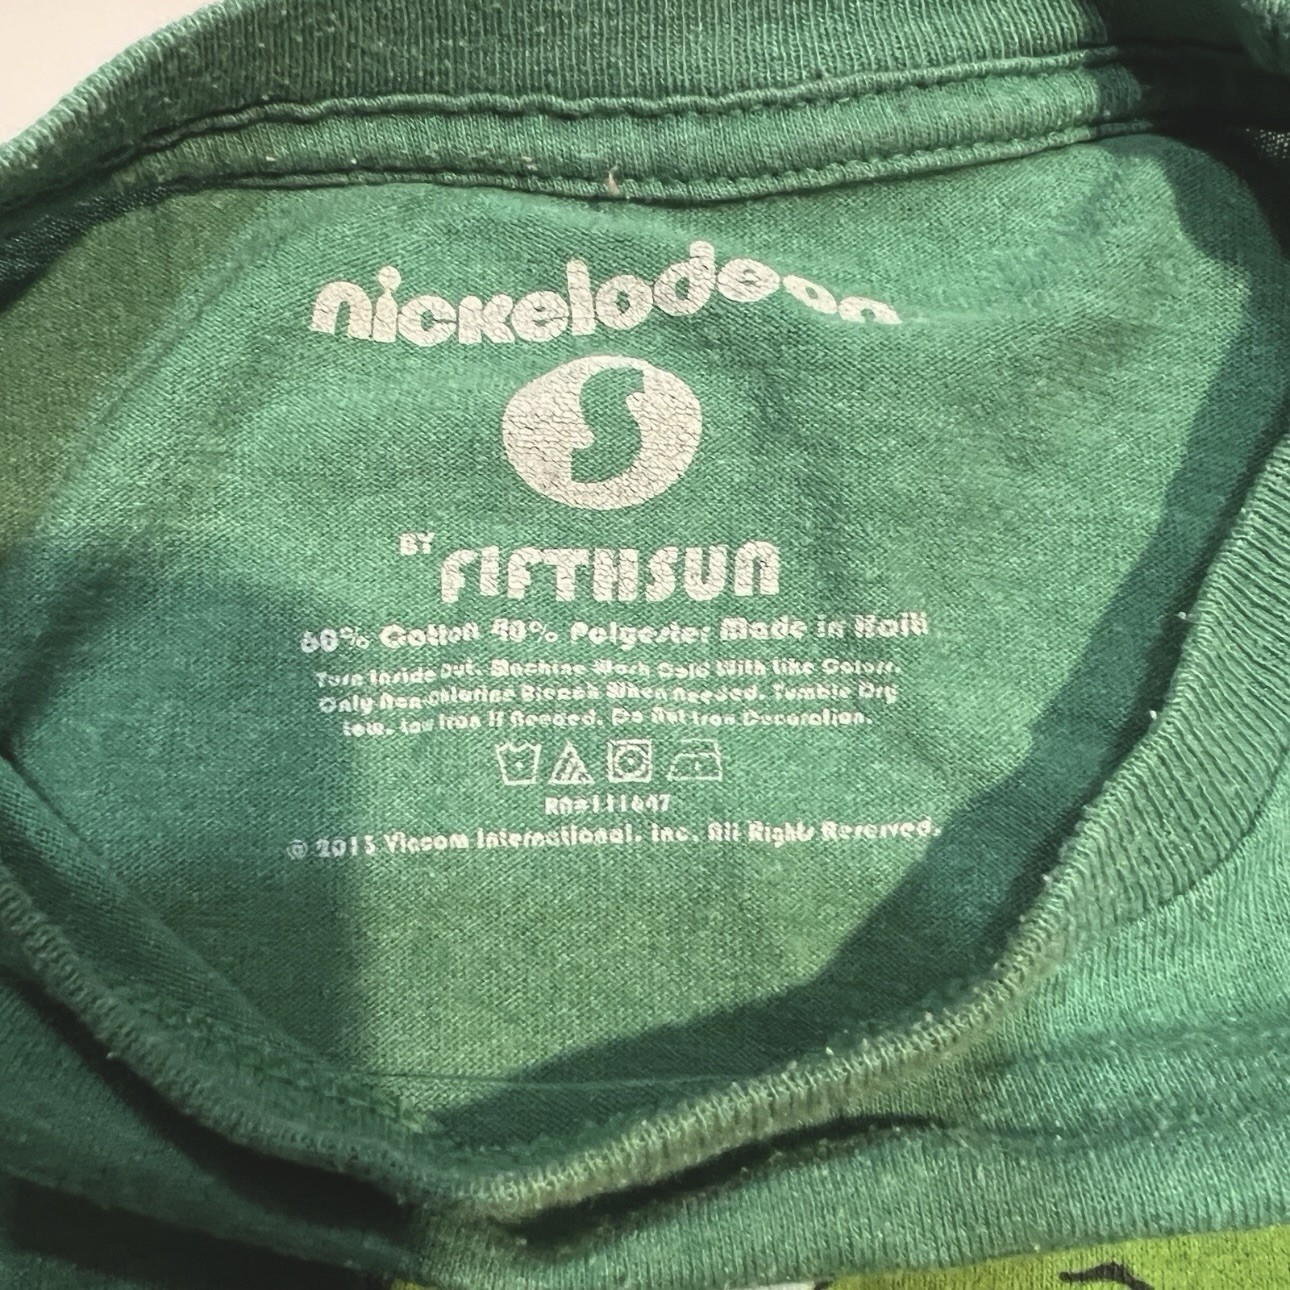 nickelodeon
BY FIFTHSUN
60% Cotton 40% Polyester Made in Haiti
Turn Inside Out. Machine Wash Cold With Like Colors.
Only Non-Chlorine Bleach When Needed. Tumble Dry
Low. Low Iron If Needed. Do Not Iron Decoration.
RN#111647
© 2015 Viacom International. Inc. All Rights Reserved.